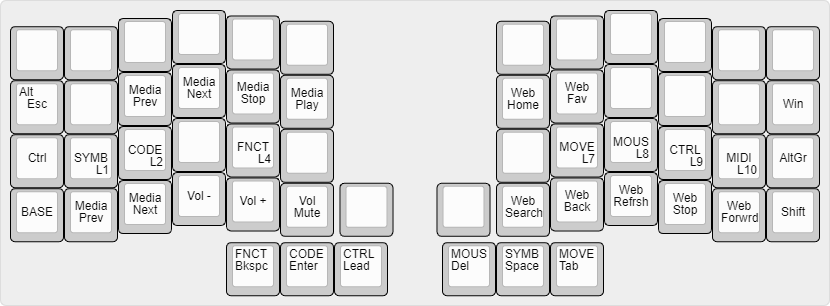 Alt
Esc
Media
Prev
Media
Next
Media
Stop
Media
Play
Web
Home
Web
Fav
Win
Ctrl
SYMB
L1
CODE
L2
FNCT
L4
MOVE
L7
MOUS
L8
CTRL
L9
MIDI
L10
AltGr
BASE
Media
Prev
Media
Next
Vol -
Vol +
Vol
Mute
Web
Search
Web
Back
Web
Refrsh
Web
Stop
Web
Forwrd
Shift
FNCT
Bkspc
CODE
Enter
CTRL
Lead
MOUS
Del
SYMB
Space
MOVE
Tab